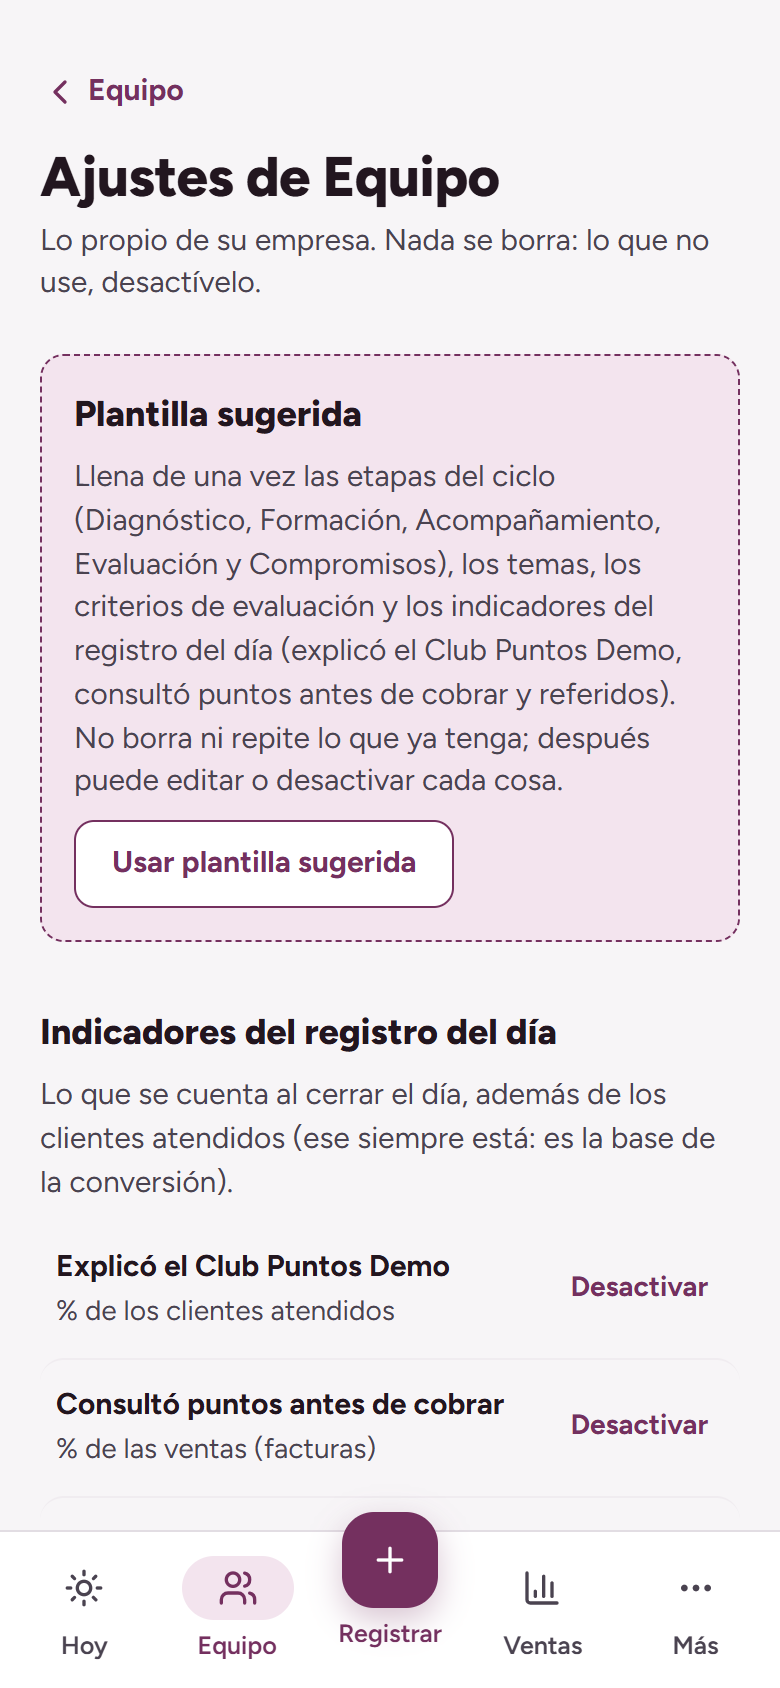 Equipo
Ajustes de Equipo
Lo propio de su empresa. Nada se borra: lo que no
use, desactívelo.
Plantilla sugerida
Llena de una vez las etapas del ciclo
(Diagnóstico, Formación, Acompañamiento,
Evaluación y Compromisos), los temas, los
criterios de evaluación y los indicadores del
registro del día (explicó el Club Puntos Demo,
consultó puntos antes de cobrar y referidos).
No borra ni repite lo que ya tenga; después
puede editar o desactivar cada cosa.
Usar plantilla sugerida
Indicadores del registro del día
Lo que se cuenta al cerrar el día, además de los
clientes atendidos (ese siempre está: es la base de
la conversión).
Explicó el Club Puntos Demo
% de los clientes atendidos
Desactivar
Consultó puntos antes de cobrar
% de las ventas (facturas)
Desactivar
Hoy
Equipo
Registrar
Ventas
Más